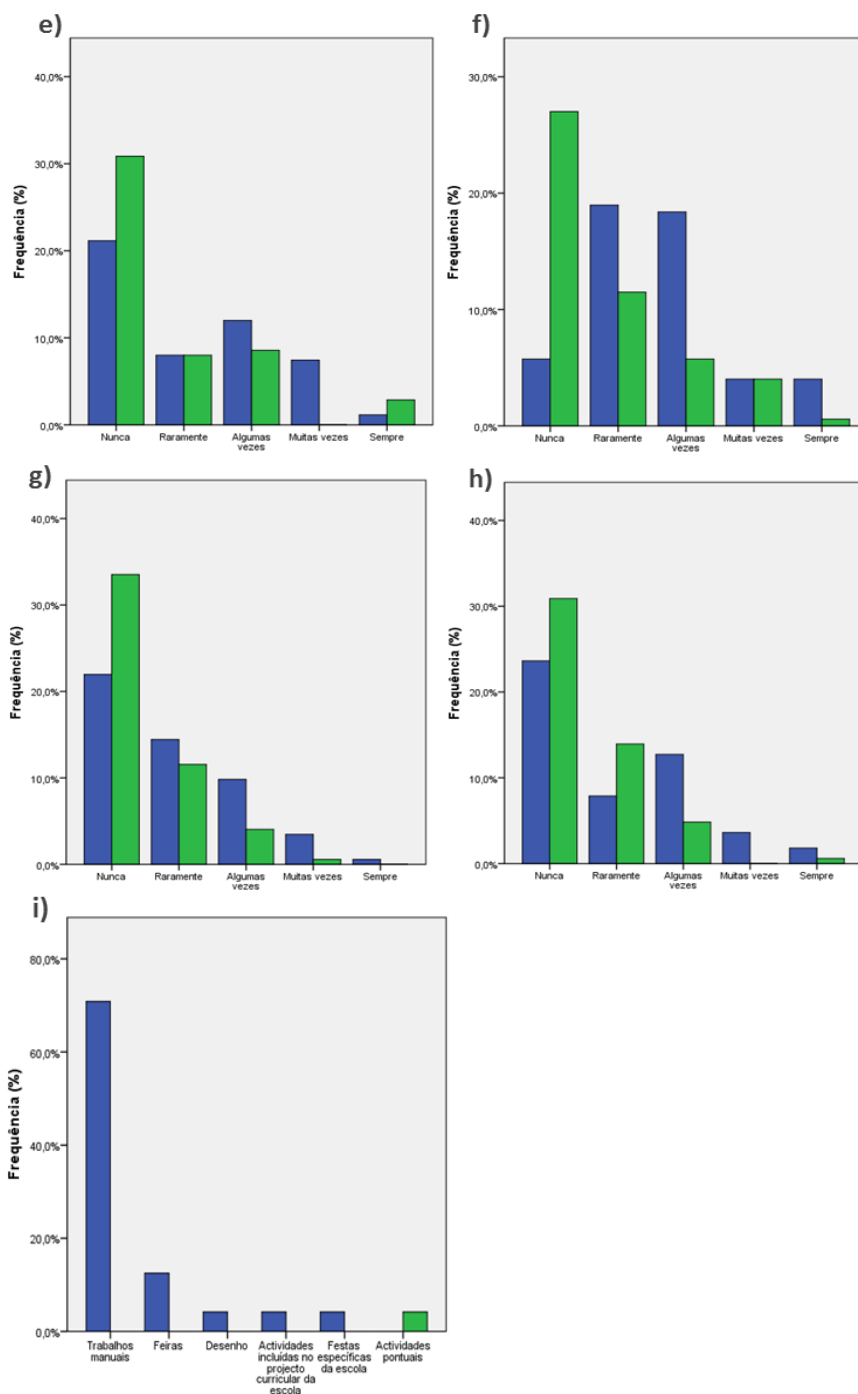 e)
Frequência (%)
40,0%
30,0%
20,0%
10,0%
0,0%
Nunca
Raramente
Algumas
vezes
Muitas vezes
Sempre
f)
Frequência (%)
30,0%
20,0%
10,0%
0,0%
Nunca
Raramente
Algumas
vezes
Muitas vezes
Sempre
g)
Frequência (%)
40,0%
30,0%
20,0%
10,0%
0,0%
Nunca
Raramente
Algumas
vezes
Muitas vezes
Sempre
h)
Frequência (%)
40,0%
30,0%
20,0%
10,0%
0,0%
Nunca
Raramente
Algumas
vezes
Muitas vezes
Sempre
i)
Frequência (%)
80,0%
60,0%
40,0%
20,0%
0,0%
Trabalhos
manuais
Feiras
Desenho
Actividades
incluídas no
projecto
curricular da
escola
Festas
específicas
da escola
Actividades
pontuais